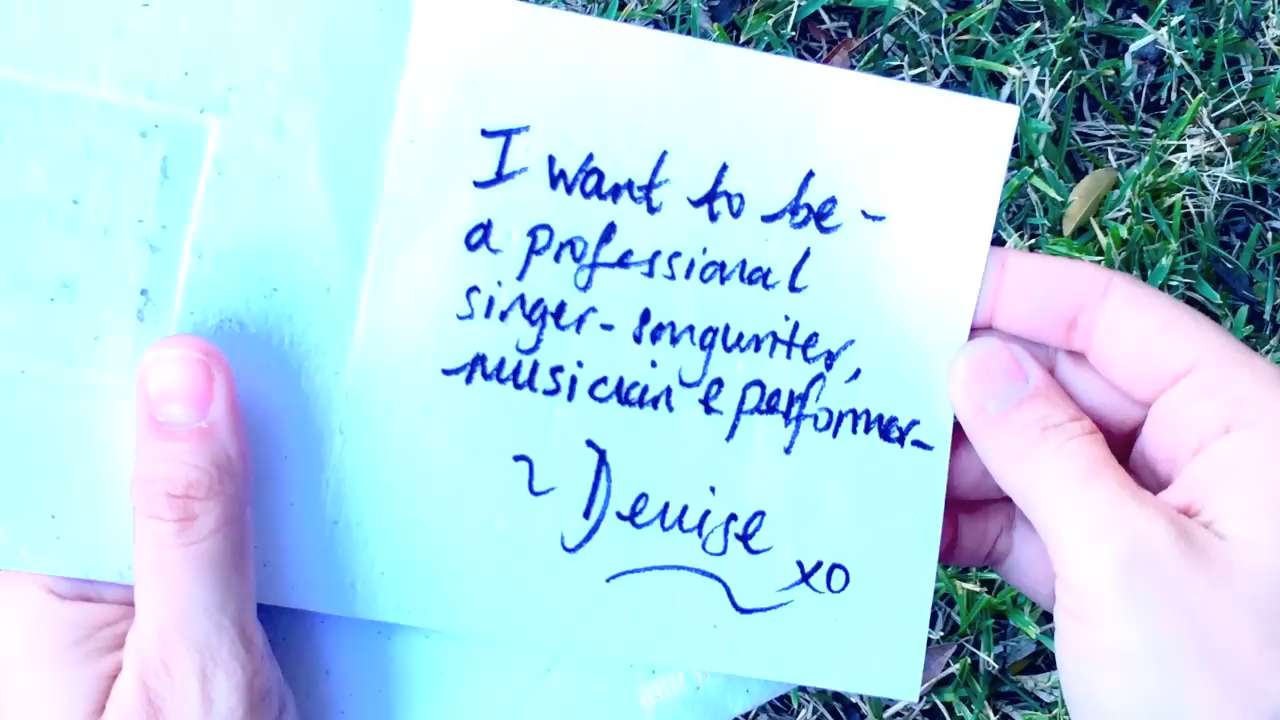 I want to be -
a professional
singer-songwriter,
musician & performer-
~ Denise
xo